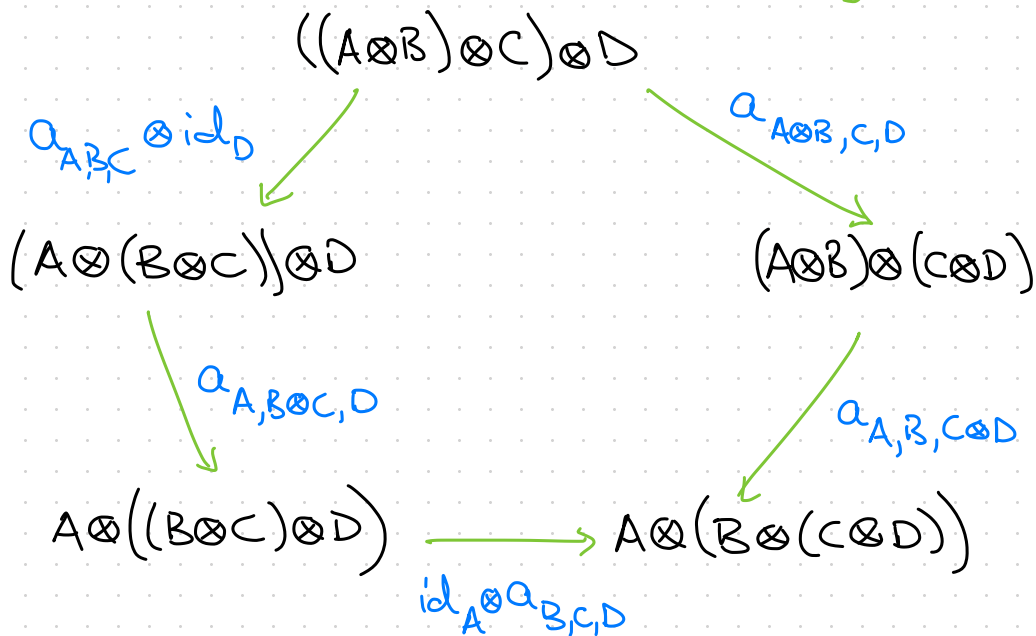 ((A⊗B)⊗C)⊗D
a_{A,B,C} ⊗ id_D
a_{A⊗B,C,D}
(A⊗(B⊗C))⊗D
(A⊗B)⊗(C⊗D)
a_{A,B⊗C,D}
a_{A,B,C⊗D}
A⊗((B⊗C)⊗D)
A⊗(B⊗(C⊗D))
id_A⊗a_{B,C,D}